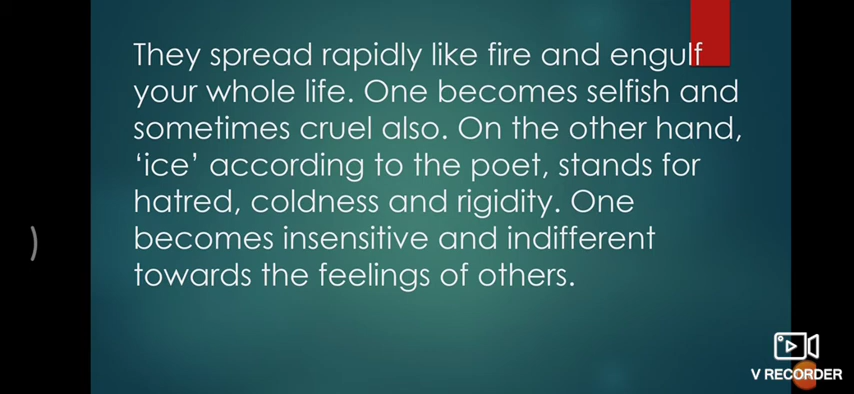 They spread rapidly like fire and engulf
your whole life. One becomes selfish and
sometimes cruel also. On the other hand,
‘ice’ according to the poet, stands for
hatred, coldness and rigidity. One
becomes insensitive and indifferent
towards the feelings of others.
V RECORDER